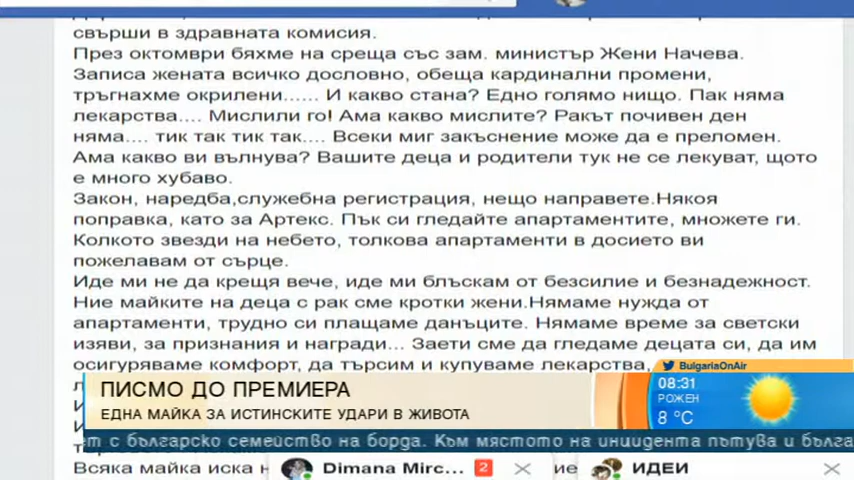 свърши в здравната комисия.
През октомври бяхме на среща със зам. министър Жени Начева.
Записа жената всичко дословно, обеща кардинални промени,
тръгнахме окрилени...... И какво стана? Едно голямо нищо. Пак няма
лекарства.... Мислили го! Ама какво мислите? Ракът почивен ден
няма.... тик так тик так.... Всеки миг закъснение може да е преломен.
Ама какво ви вълнува? Вашите деца и родители тук не се лекуват, щото
е много хубаво.
Закон, наредба,служебна регистрация, нещо направете.Някоя
поправка, като за Артекс. Пък си гледайте апартаментите, множете ги.
Колкото звезди на небето, толкова апартаменти в досието ви
пожелавам от сърце.
Иде ми не да крещя вече, иде ми блъскам от безсилие и безнадежност.
Ние майките на деца с рак сме кротки жени.Нямаме нужда от
апартаменти, трудно си плащаме данъците. Нямаме време за светски
изяви, за признания и награди... Заети сме да гледаме децата си, да им
осигуряваме комфорт, да търсим и купуваме лекарства,
BulgariaOnAir
08:31
РОЖЕН
8 °C
ПИСМО ДО ПРЕМИЕРА
ЕДНА МАЙКА ЗА ИСТИНСКИТЕ УДАРИ В ЖИВОТА
ет с българско семейство на борда. Към мястото на инцидента пътува и бълга
Всяка майка иска
Dimana Mirc... 2
ИДЕИ